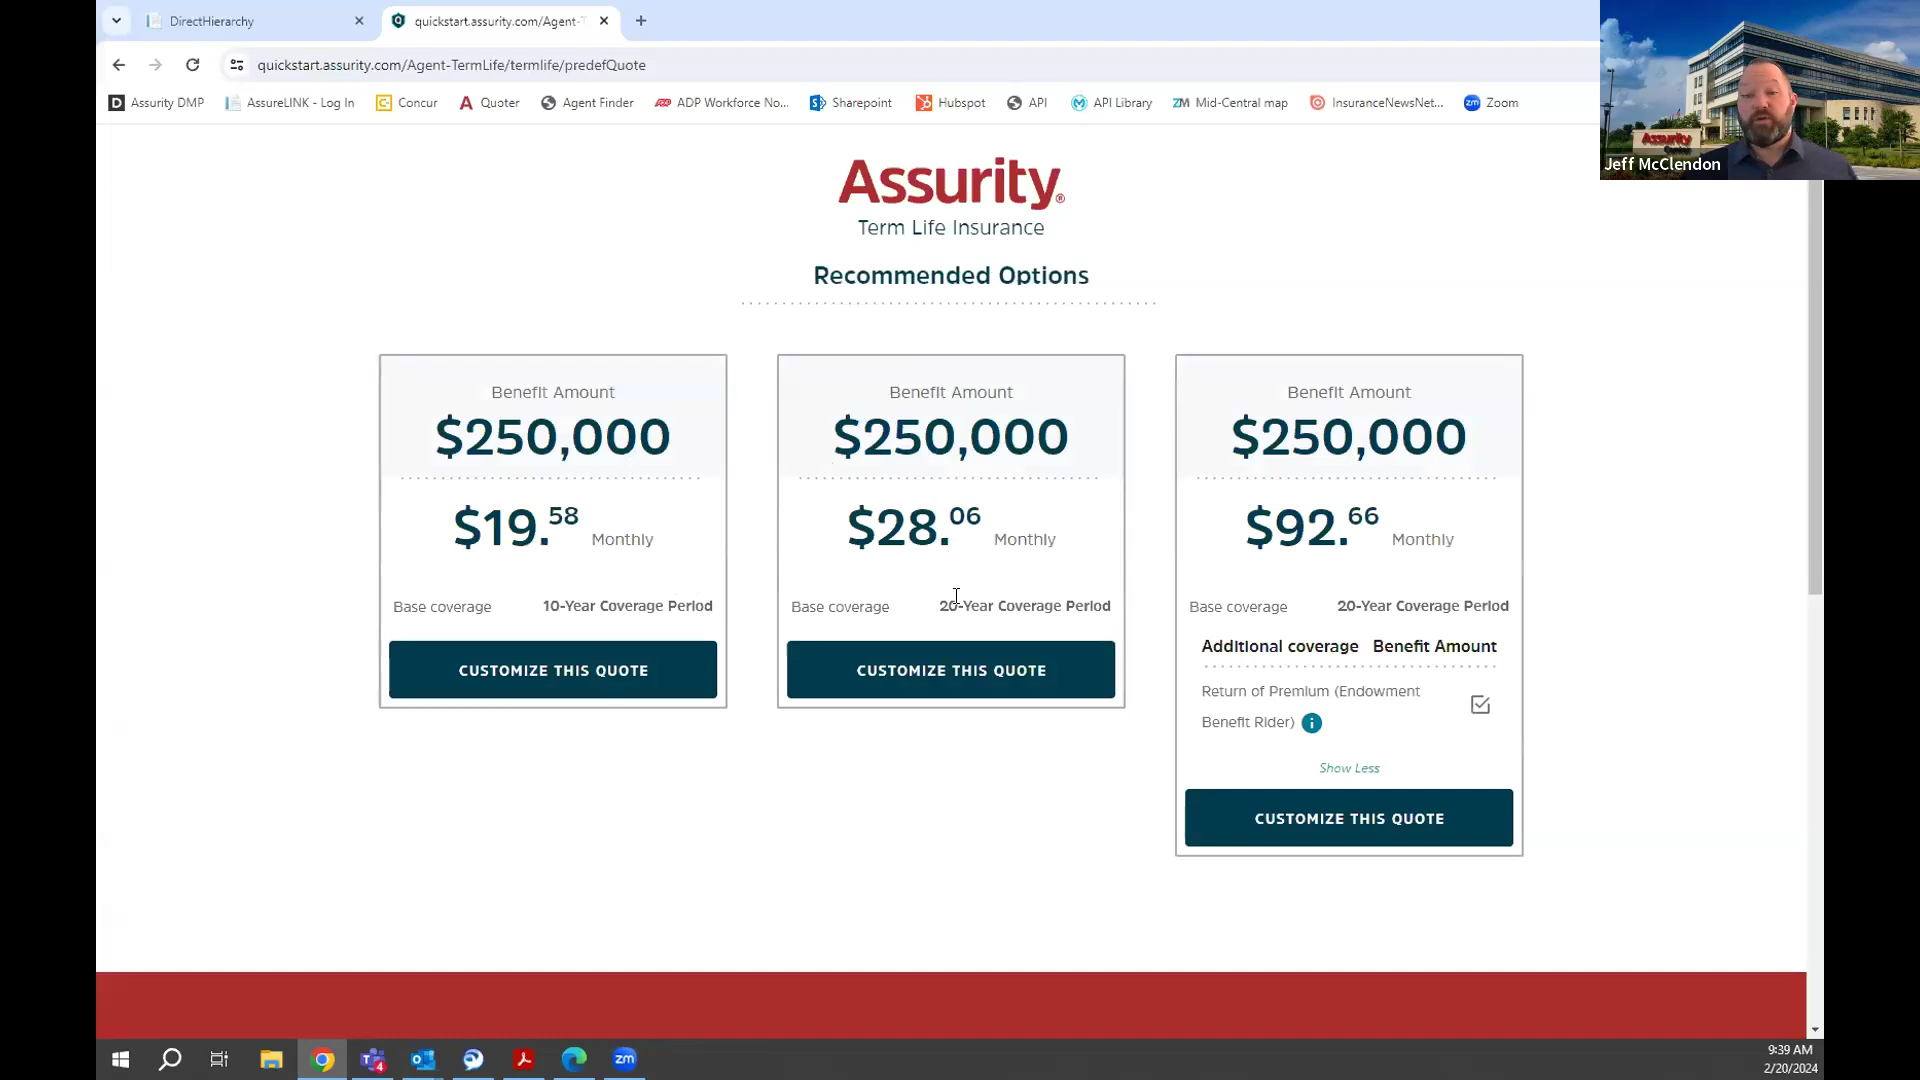 DirectHierarchy
quickstart.assurity.com/Agent-T
quickstart.assurity.com/Agent-TermLife/termlife/predefQuote
D Assurity DMP
AssureLINK - Log In
Concur
A Quoter
Agent Finder
ADP Workforce No...
Sharepoint
Hubspot
API
API Library
ZM Mid-Central map
InsuranceNewsNet...
zm Zoom
Assurity
Jeff McClendon
Assurity®
Term Life Insurance
Recommended Options
Benefit Amount
$250,000
$19.58 Monthly
Base coverage 10-Year Coverage Period
CUSTOMIZE THIS QUOTE
Benefit Amount
$250,000
$28.06 Monthly
Base coverage 20-Year Coverage Period
CUSTOMIZE THIS QUOTE
Benefit Amount
$250,000
$92.66 Monthly
Base coverage 20-Year Coverage Period
Additional coverage Benefit Amount
Return of Premium (Endowment
Benefit Rider) i
Show Less
CUSTOMIZE THIS QUOTE
4
zm
9:39 AM
2/20/2024